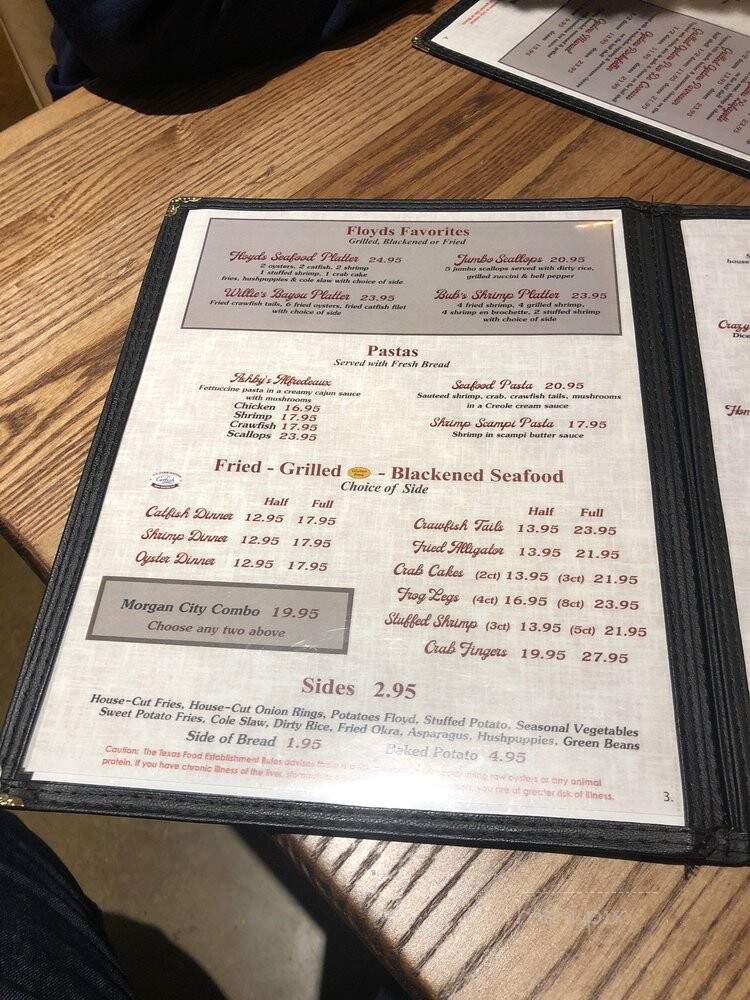 Floyds Favorites
Grilled, Blackened or Fried
Floyd's Seafood Platter 24.95
2 oysters, 2 catfish, 2 shrimp
1 stuffed shrimp, 1 crab cake
fries, hushpuppies & cole slaw with choice of side
Jumbo Scallops 20.95
5 jumbo scallops served with dirty rice,
grilled zuccini & bell pepper
Willie's Bayou Platter 23.95
Fried crawfish tails, 6 fried oysters, fried catfish filet
with choice of side
Bub's Shrimp Platter 23.95
4 fried shrimp, 4 grilled shrimp,
4 shrimp en brochette, 2 stuffed shrimp
with choice of side
Pastas
Served with Fresh Bread
Ashby's Alfredeaux
Fettuccine pasta in a creamy cajun sauce
with mushrooms
Chicken 16.95
Shrimp 17.95
Crawfish 17.95
Scallops 23.95
Seafood Pasta 20.95
Sauteed shrimp, crab, crawfish tails, mushrooms
in a Creole cream sauce
Shrimp Scampi Pasta 17.95
Shrimp in scampi butter sauce
Fried - Grilled - Blackened Seafood
Choice of Side
Half Full
Catfish Dinner 12.95 17.95
Shrimp Dinner 12.95 17.95
Oyster Dinner 12.95 17.95
Morgan City Combo 19.95
Choose any two above
Half Full
Crawfish Tails 13.95 23.95
Fried Alligator 13.95 21.95
Crab Cakes (2ct) 13.95 (3ct) 21.95
Frog Legs (4ct) 16.95 (8ct) 23.95
Stuffed Shrimp (3ct) 13.95 (5ct) 21.95
Crab Fingers 19.95 27.95
Sides 2.95
House-Cut Fries, House-Cut Onion Rings, Potatoes Floyd, Stuffed Potato, Seasonal Vegetables
Sweet Potato Fries, Cole Slaw, Dirty Rice, Fried Okra, Asparagus, Hushpuppies, Green Beans
Side of Bread 1.95 Baked Potato 4.95
Caution: The Texas Food Establishment Rules advises raw oysters or any animal
protein. If you have chronic illness of the liver, you are at greater risk of illness.
3.